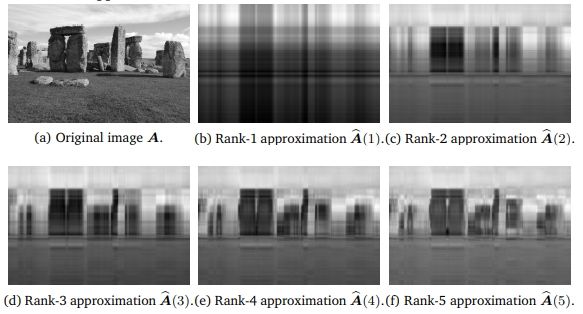 (a) Original image A.
(b) Rank-1 approximation Â(1).(c) Rank-2 approximation Â(2).
(d) Rank-3 approximation Â(3).(e) Rank-4 approximation Â(4).(f) Rank-5 approximation Â(5).